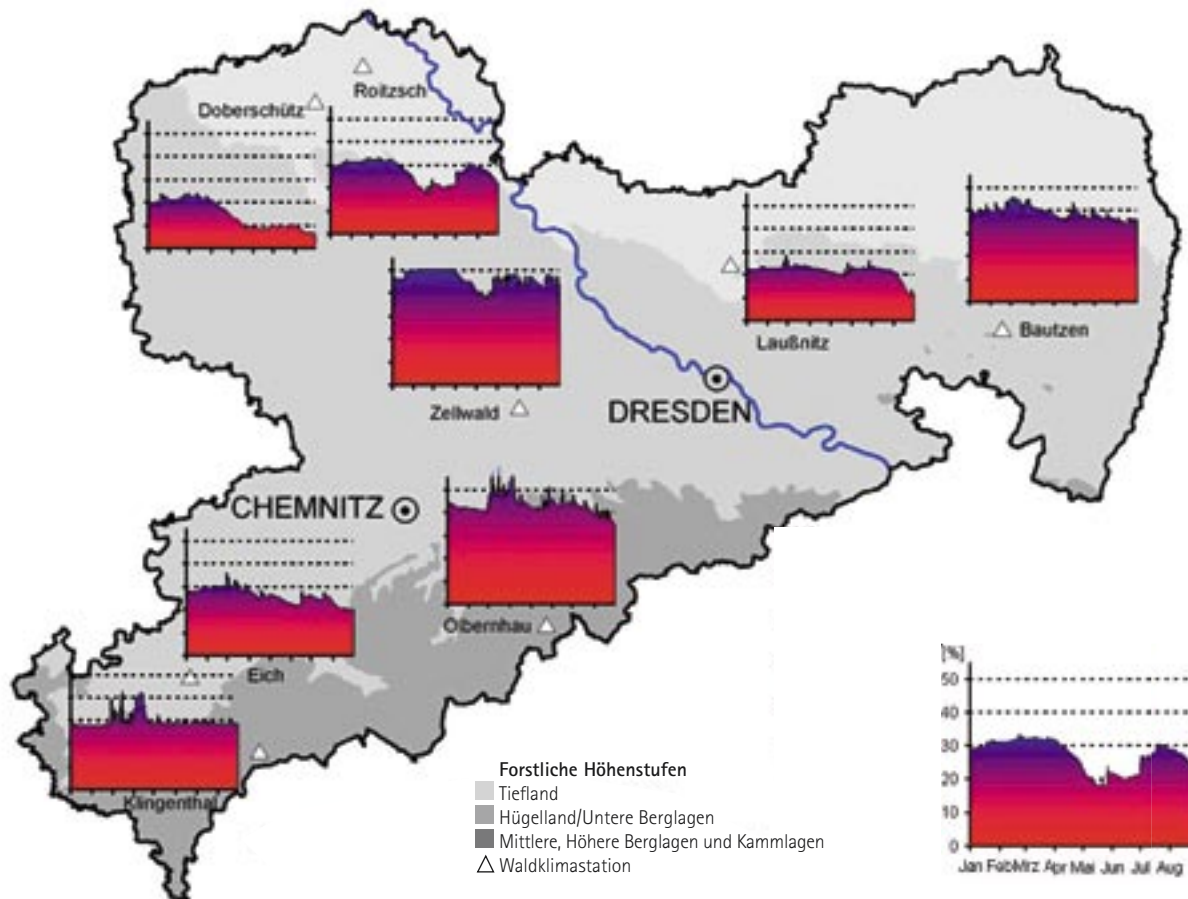 Roitzsch
Doberschütz
Laußnitz
Bautzen
Zellwald
DRESDEN
CHEMNITZ
Olbernhau
Eich
Klingenthal
[%]
50
40
30
20
10
0
Jan Feb Mrz Apr Mai Jun Jul Aug
Forstliche Höhenstufen
Tiefland
Hügelland/Untere Berglagen
Mittlere, Höhere Berglagen und Kammlagen
Waldklimastation